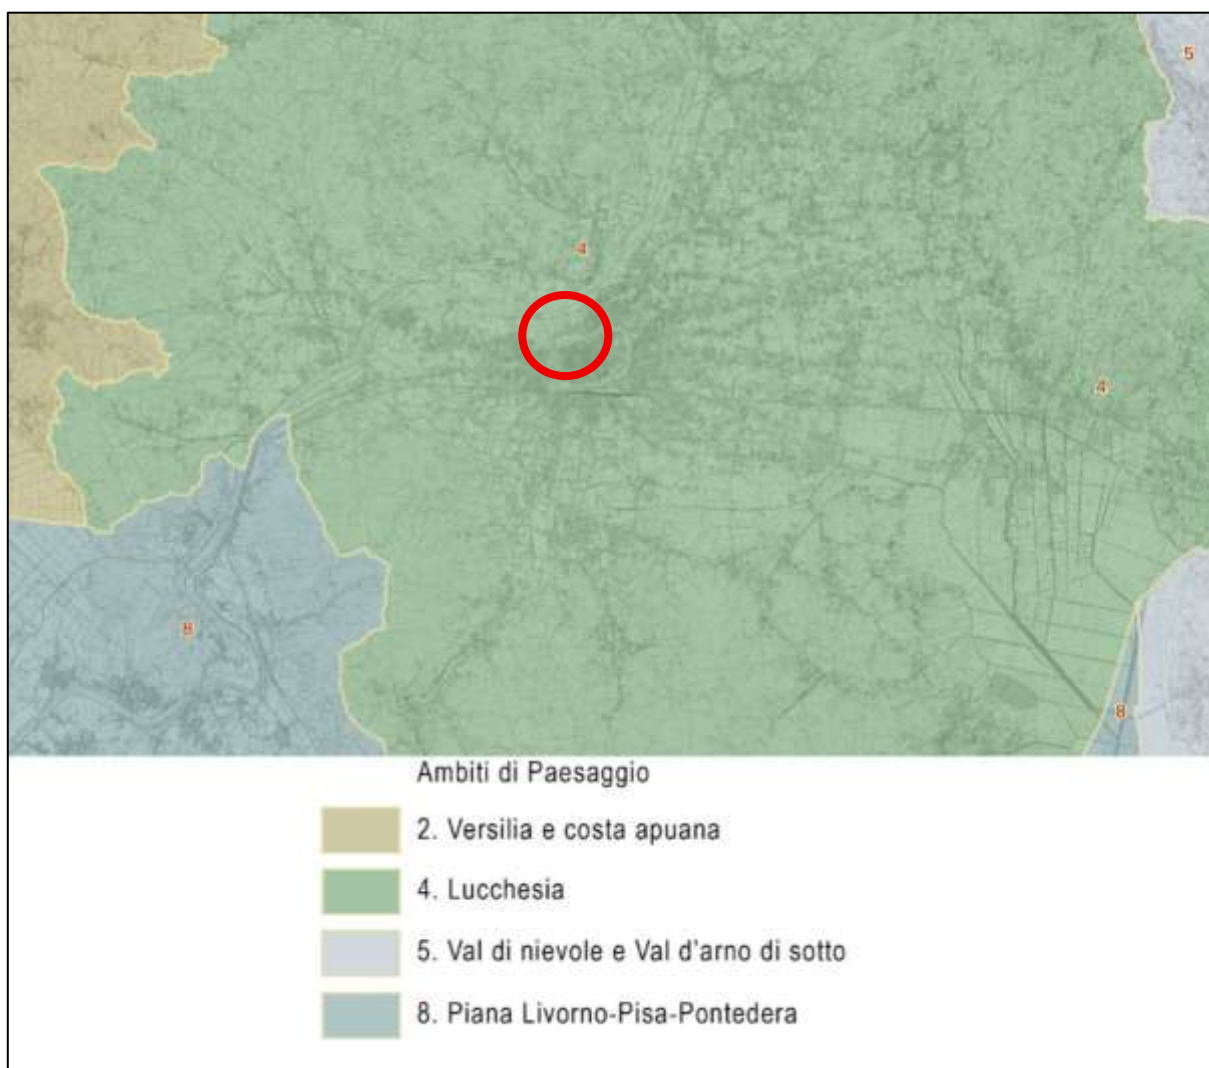 5
4
4
8
8
Ambiti di Paesaggio
2. Versilia e costa apuana
4. Lucchesia
5. Val di nievole e Val d'arno di sotto
8. Piana Livorno-Pisa-Pontedera